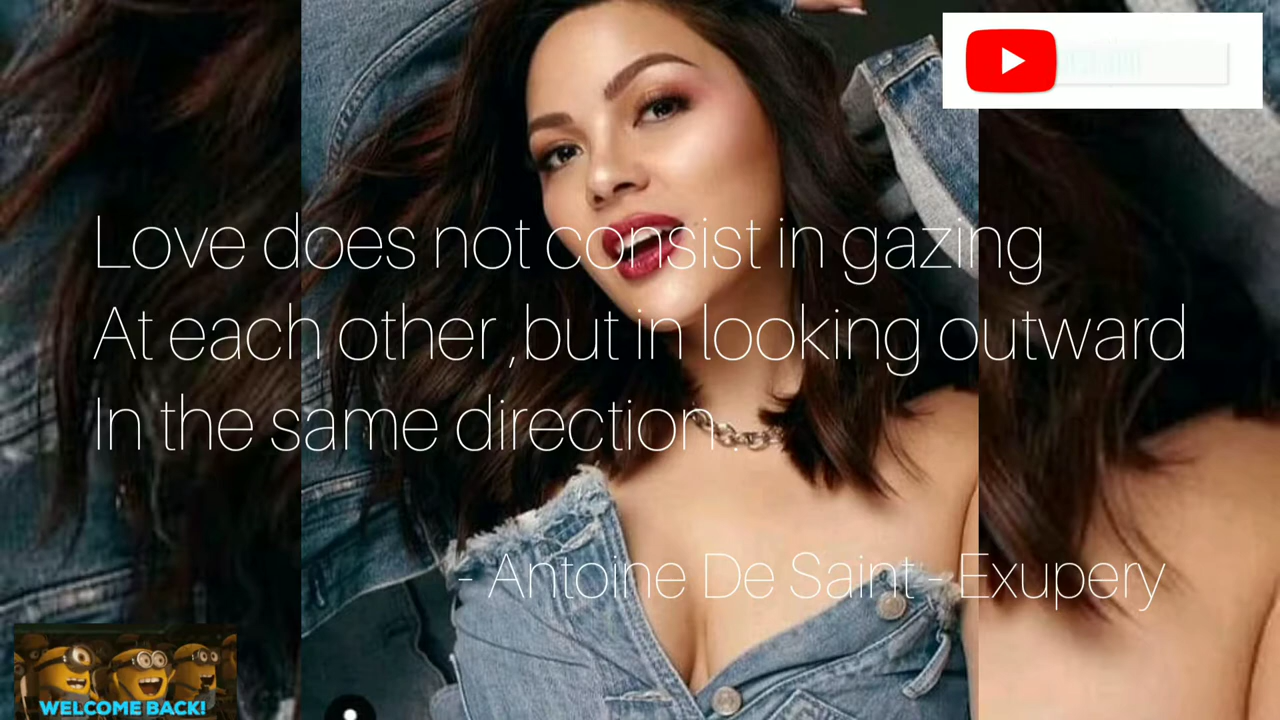 Love does not consist in gazing
At each other ,but in looking outward
In the same direction .
- Antoine De Saint - Exupery
WELCOME BACK!